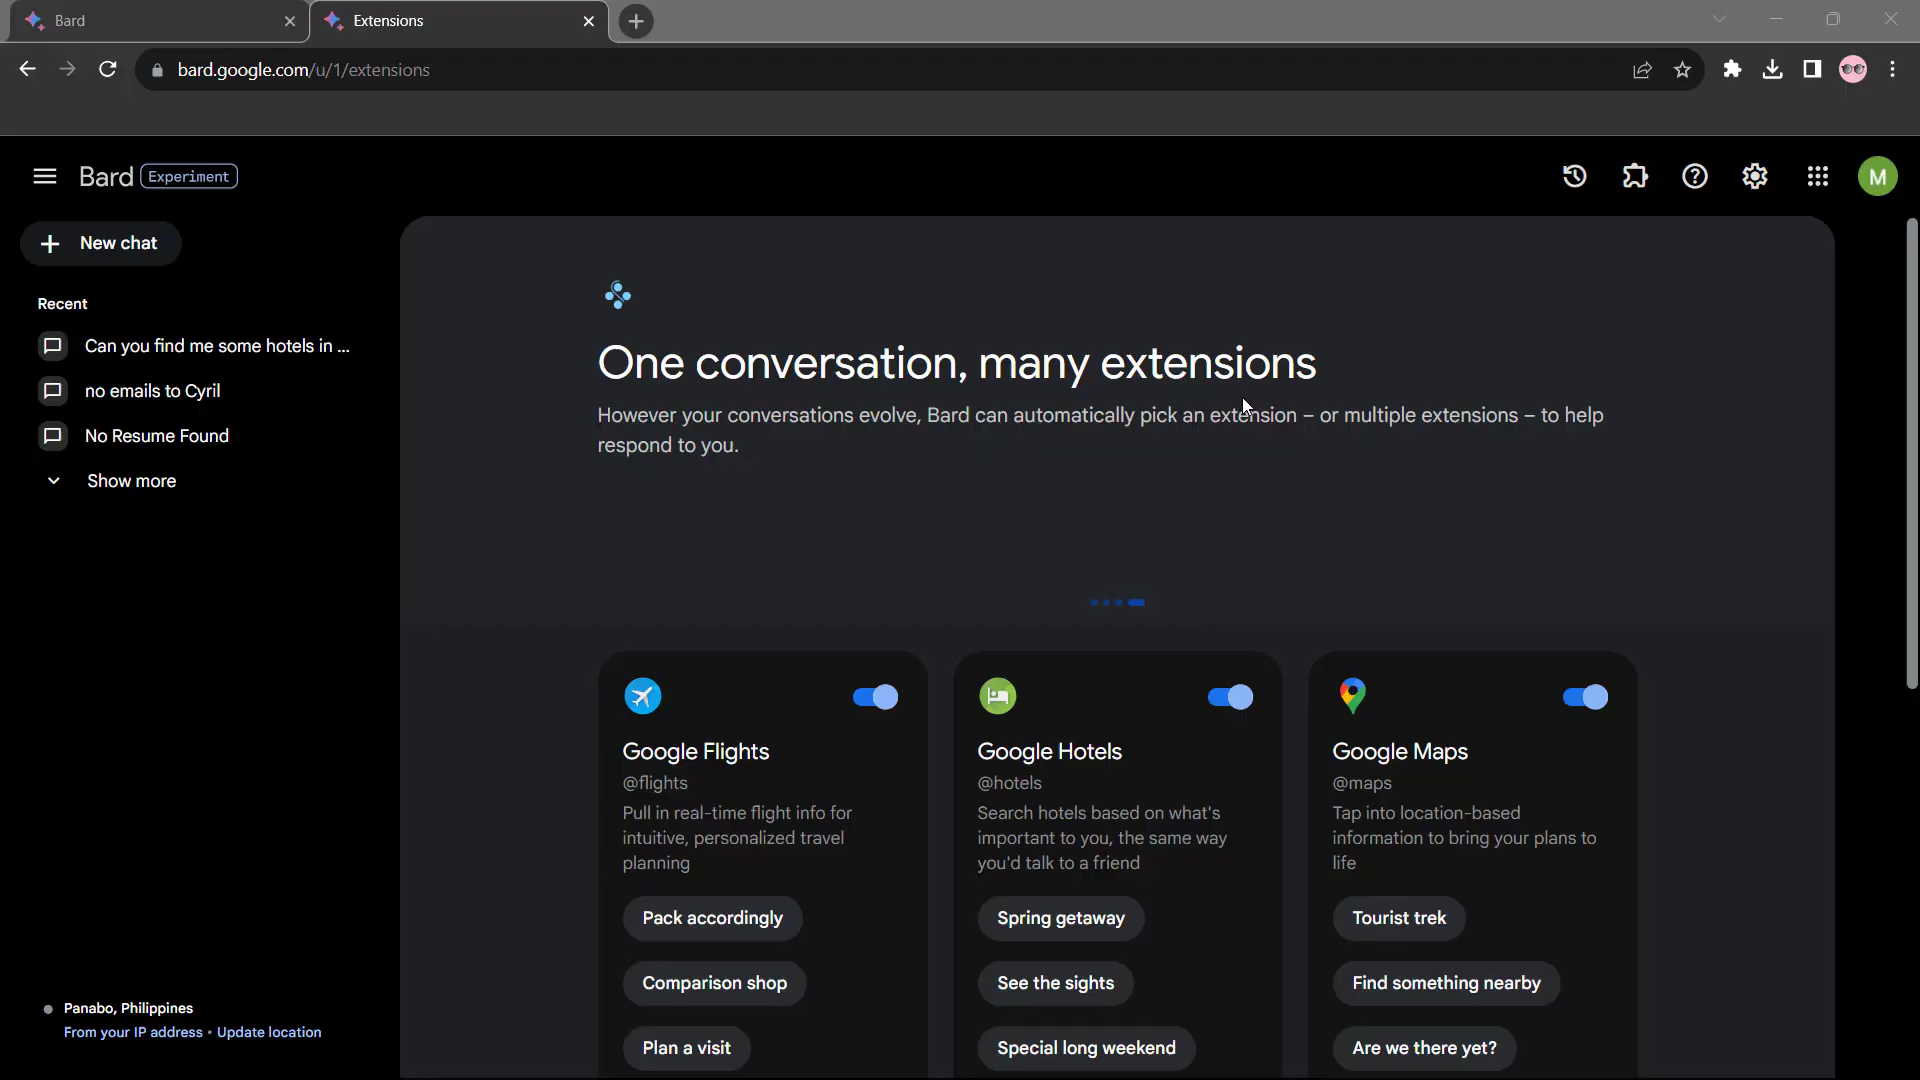 Bard
Extensions
bard.google.com/u/1/extensions
Bard Experiment
M
New chat
Recent
Can you find me some hotels in ...
no emails to Cyril
No Resume Found
Show more
Panabo, Philippines
From your IP address • Update location
One conversation, many extensions
However your conversations evolve, Bard can automatically pick an extension – or multiple extensions – to help
respond to you.
Google Flights
@flights
Pull in real-time flight info for
intuitive, personalized travel
planning
Pack accordingly
Comparison shop
Plan a visit
Google Hotels
@hotels
Search hotels based on what's
important to you, the same way
you'd talk to a friend
Spring getaway
See the sights
Special long weekend
Google Maps
@maps
Tap into location-based
information to bring your plans to
life
Tourist trek
Find something nearby
Are we there yet?